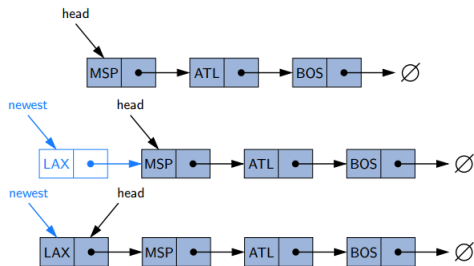 head
MSP ATL BOS ∅
newest head
LAX MSP ATL BOS ∅
newest head
LAX MSP ATL BOS ∅